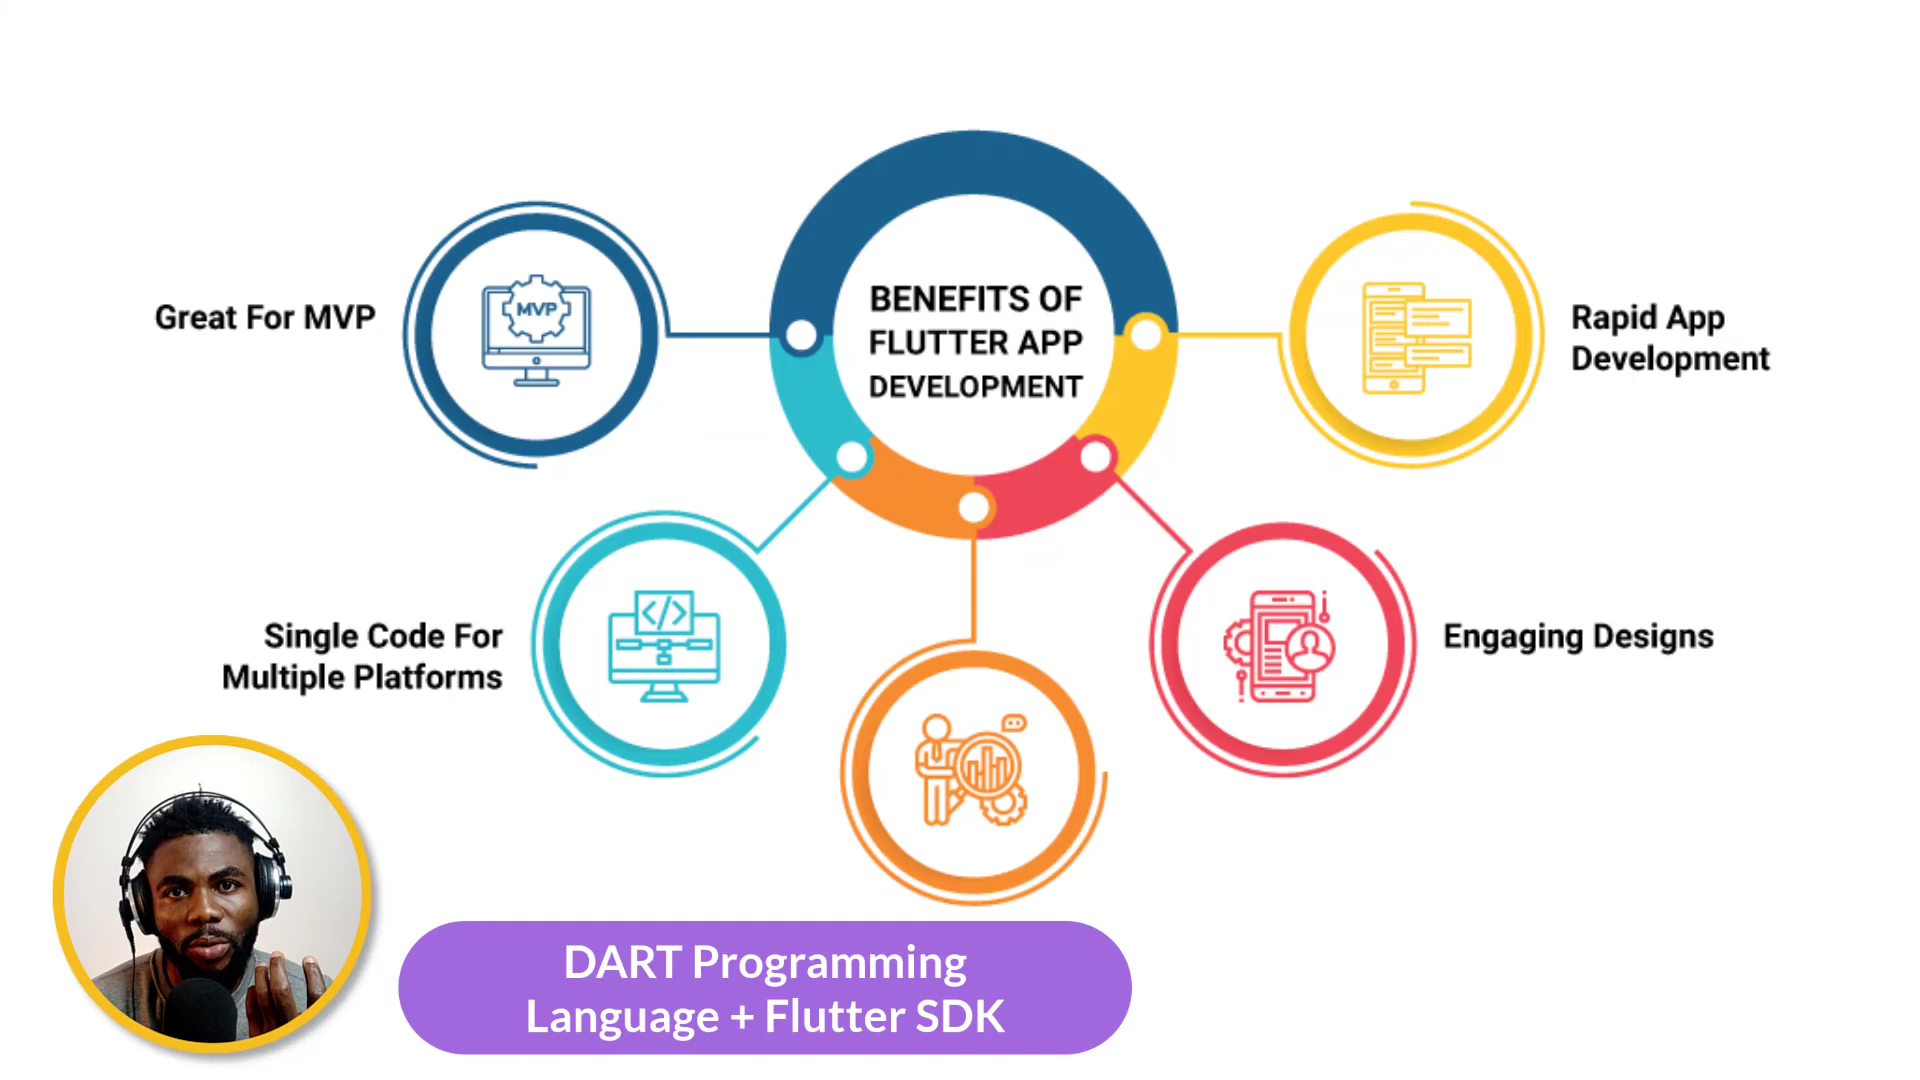 BENEFITS OF
FLUTTER APP
DEVELOPMENT
Great For MVP
MVP
Rapid App
Development
Single Code For
Multiple Platforms
</>
Engaging Designs
DART Programming
Language + Flutter SDK